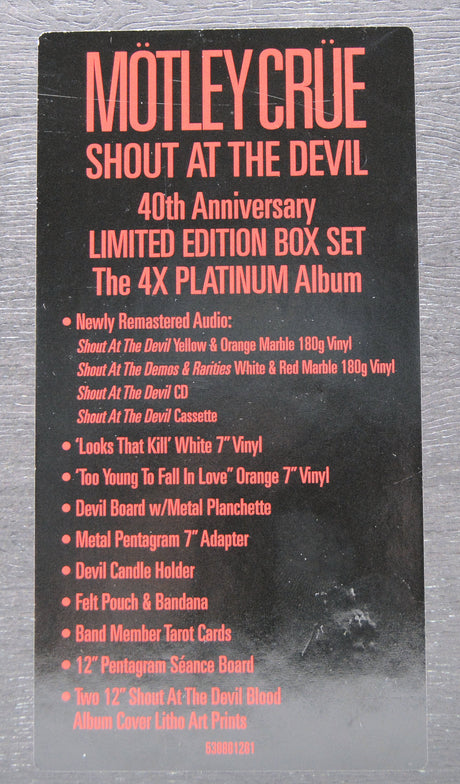 MÖTLEY CRÜE
SHOUT AT THE DEVIL
40th Anniversary
LIMITED EDITION BOX SET
The 4X PLATINUM Album
• Newly Remastered Audio:
Shout At The Devil Yellow & Orange Marble 180g Vinyl
Shout At The Demos & Rarities White & Red Marble 180g Vinyl
Shout At The Devil CD
Shout At The Devil Cassette
• 'Looks That Kill' White 7" Vinyl
• 'Too Young To Fall In Love" Orange 7" Vinyl
• Devil Board w/Metal Planchette
• Metal Pentagram 7" Adapter
• Devil Candle Holder
• Felt Pouch & Bandana
• Band Member Tarot Cards
• 12" Pentagram Séance Board
• Two 12" Shout At The Devil Blood
Album Cover Litho Art Prints